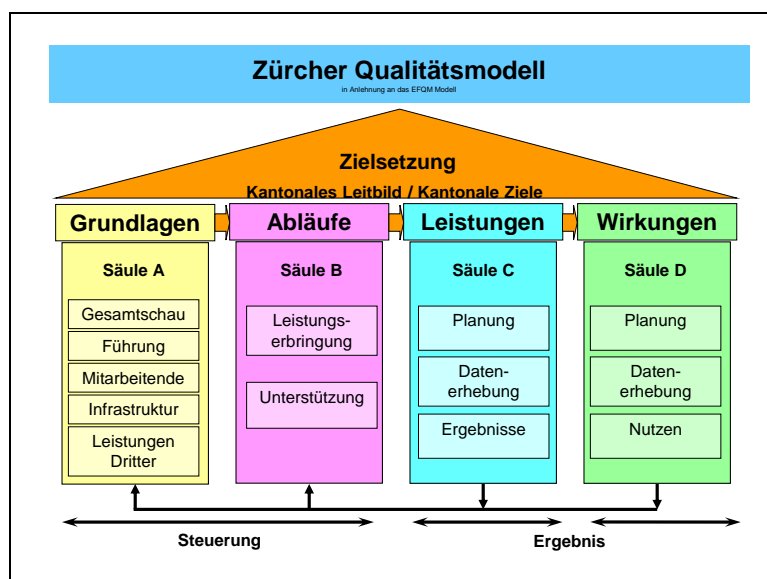 Zürcher Qualitätsmodell
in Anlehnung an das EFQM Modell
Zielsetzung
Kantonales Leitbild / Kantonale Ziele
Grundlagen
Abläufe
Leistungen
Wirkungen
Säule A
Gesamtschau
Führung
Mitarbeitende
Infrastruktur
Leistungen
Dritter
Säule B
Leistungs-
erbringung
Unterstützung
Säule C
Planung
Daten-
erhebung
Ergebnisse
Säule D
Planung
Daten-
erhebung
Nutzen
Steuerung
Ergebnis